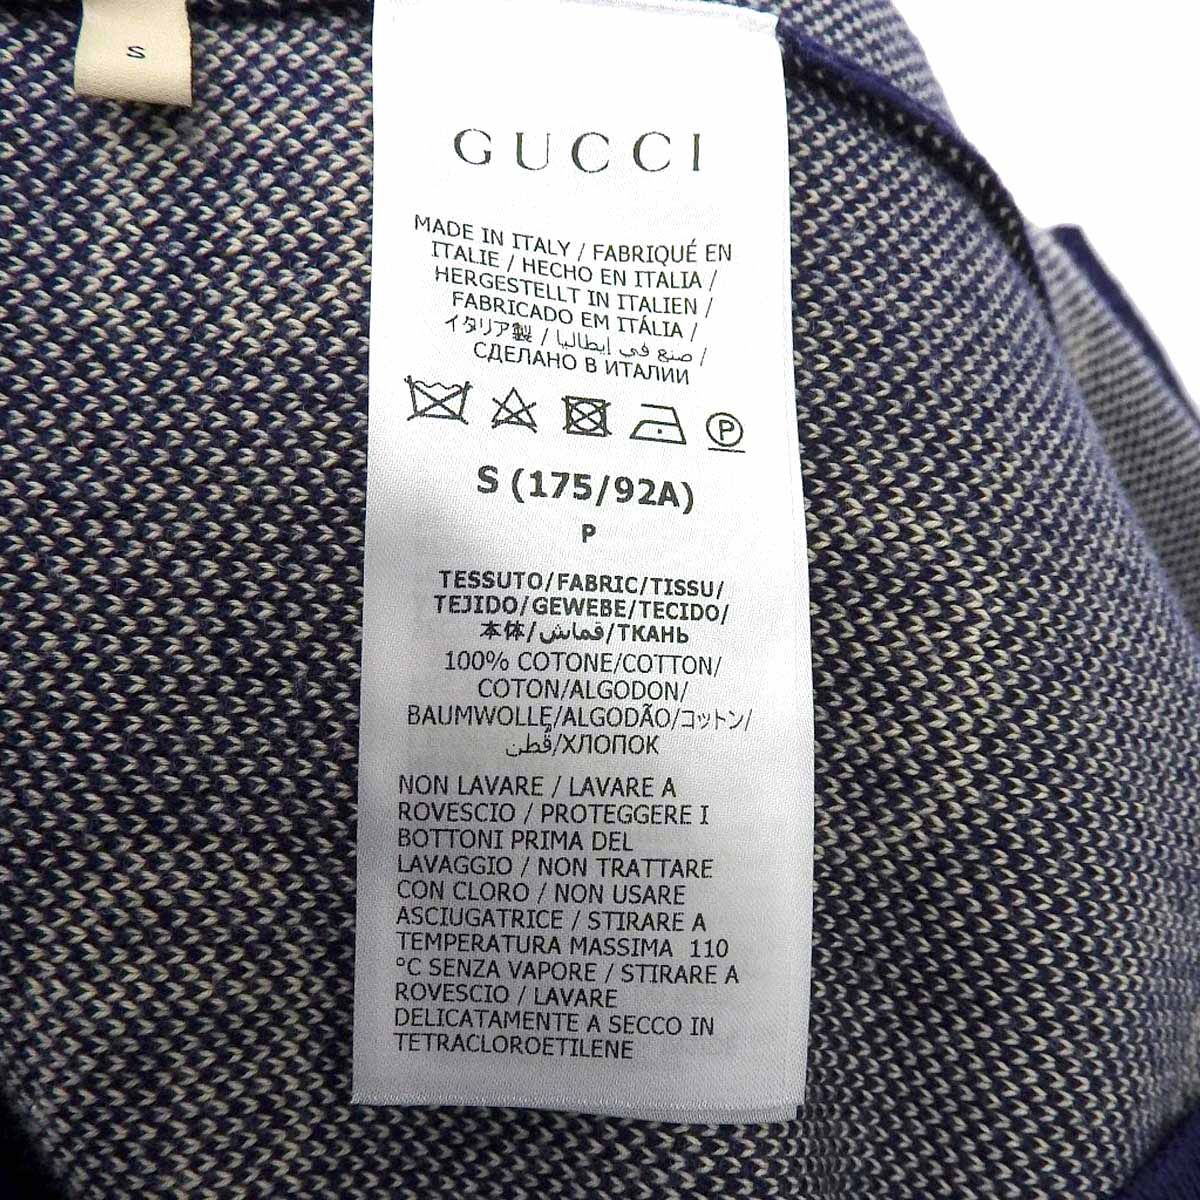 S
GUCCI
MADE IN ITALY / FABRIQUÉ EN
ITALIE / HECHO EN ITALIA /
HERGESTELLT IN ITALIEN /
FABRICADO EM ITÁLIA /
イタリア製 / صنع في إيطاليا /
СДЕЛАНО В ИТАЛИИ
P
S (175/92A)
P
TESSUTO/FABRIC/TISSU/
TEJIDO/GEWEBE/TECIDO/
本体/قماش/ТКАНЬ
100% COTONE/COTTON/
COTON/ALGODON/
BAUMWOLLE/ALGODÃO/コットン/
قُطن/ХЛОПОК
NON LAVARE / LAVARE A
ROVESCIO / PROTEGGERE I
BOTTONI PRIMA DEL
LAVAGGIO / NON TRATTARE
CON CLORO / NON USARE
ASCIUGATRICE / STIRARE A
TEMPERATURA MASSIMA 110
°C SENZA VAPORE / STIRARE A
ROVESCIO / LAVARE
DELICATAMENTE A SECCO IN
TETRACLOROETILENE